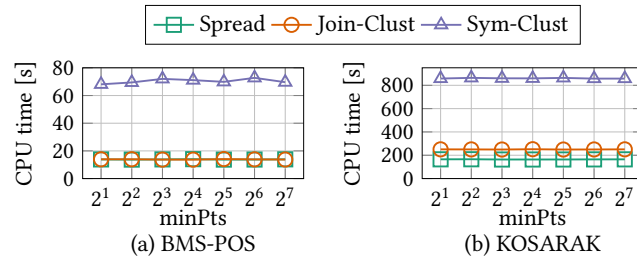 Spread Join-Clust Sym-Clust
CPU time [s]
80
60
40
20
0
2^1 2^2 2^3 2^4 2^5 2^6 2^7
minPts
(a) BMS-POS
CPU time [s]
800
600
400
200
0
2^1 2^2 2^3 2^4 2^5 2^6 2^7
minPts
(b) KOSARAK